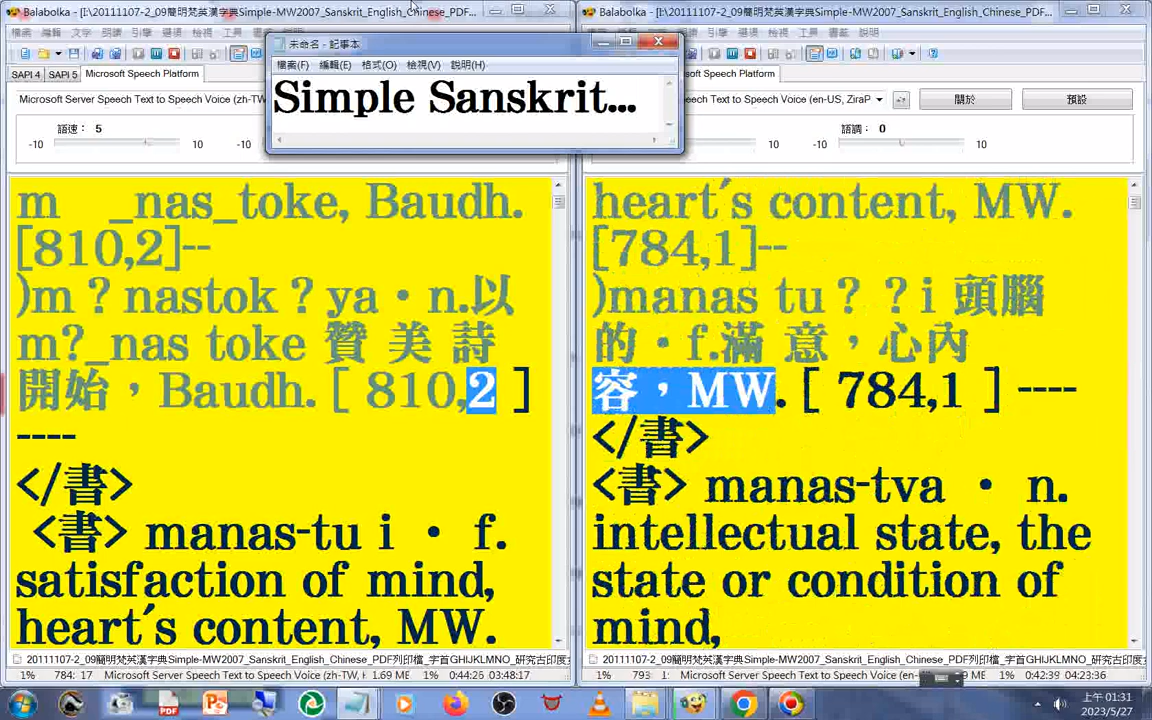 Balabolka - [I:\20111107-2_09簡明梵英漢字典Simple-MW2007_Sanskrit_English_Chinese_PDF...
Balabolka - [I:\20111107-2_09簡明梵英漢字典Simple-MW2007_Sanskrit_English_Chinese_PDF...
未命名 - 記事本
檔案(F) 編輯(E) 格式(O) 檢視(V) 說明(H)
Simple Sanskrit...
SAPI 4 SAPI 5 Microsoft Speech Platform
Microsoft Server Speech Text to Speech Voice (zh-TW,
語速： 5
-10 10 -10
Speech Platform
ech Text to Speech Voice (en-US, ZiraP
關於 預設
語調： 0
10 -10 10
m _nas_toke, Baudh.
[810,2]--
)m ? nastok ? ya・n.以
m?_nas toke 贊 美 詩
開始，Baudh. [ 810,2 ]
----
</書>
<書> manas-tu i ・ f.
satisfaction of mind,
heart´s content, MW.
heart´s content, MW.
[784,1]--
)manas tu ? ? i 頭腦
的・f.滿 意，心內
容，MW. [ 784,1 ] ----
</書>
<書> manas-tva ・ n.
intellectual state, the
state or condition of
mind,
20111107-2_09簡明梵英漢字典Simple-MW2007_Sanskrit_English_Chinese_PDF列印檔_字首GHIJKLMNO_研究古印度
1% 784: 17 Microsoft Server Speech Text to Speech Voice (zh-TW, 1.69 ME 1% 0:44:26 03:48:17
20111107-2_09簡明梵英漢字典Simple-MW2007_Sanskrit_English_Chinese_PDF列印檔_字首GHIJKLMNO_研究古印度
1% 793 Microsoft Server Speech Text to Speech Voice 1% 0:42:39 04:23:36
上午 01:31
2023/5/27